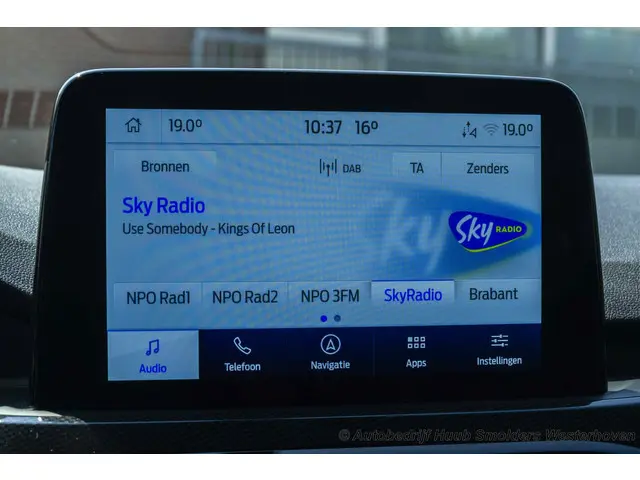 19.0° 10:37 16° 19.0°
Bronnen DAB TA Zenders
Sky Radio
Use Somebody - Kings Of Leon
sky
Sky RADIO
NPO Rad1 NPO Rad2 NPO 3FM SkyRadio Brabant
Audio Telefoon Navigatie Apps Instellingen
© Autobedrijf Huub Smolders Westerhoven